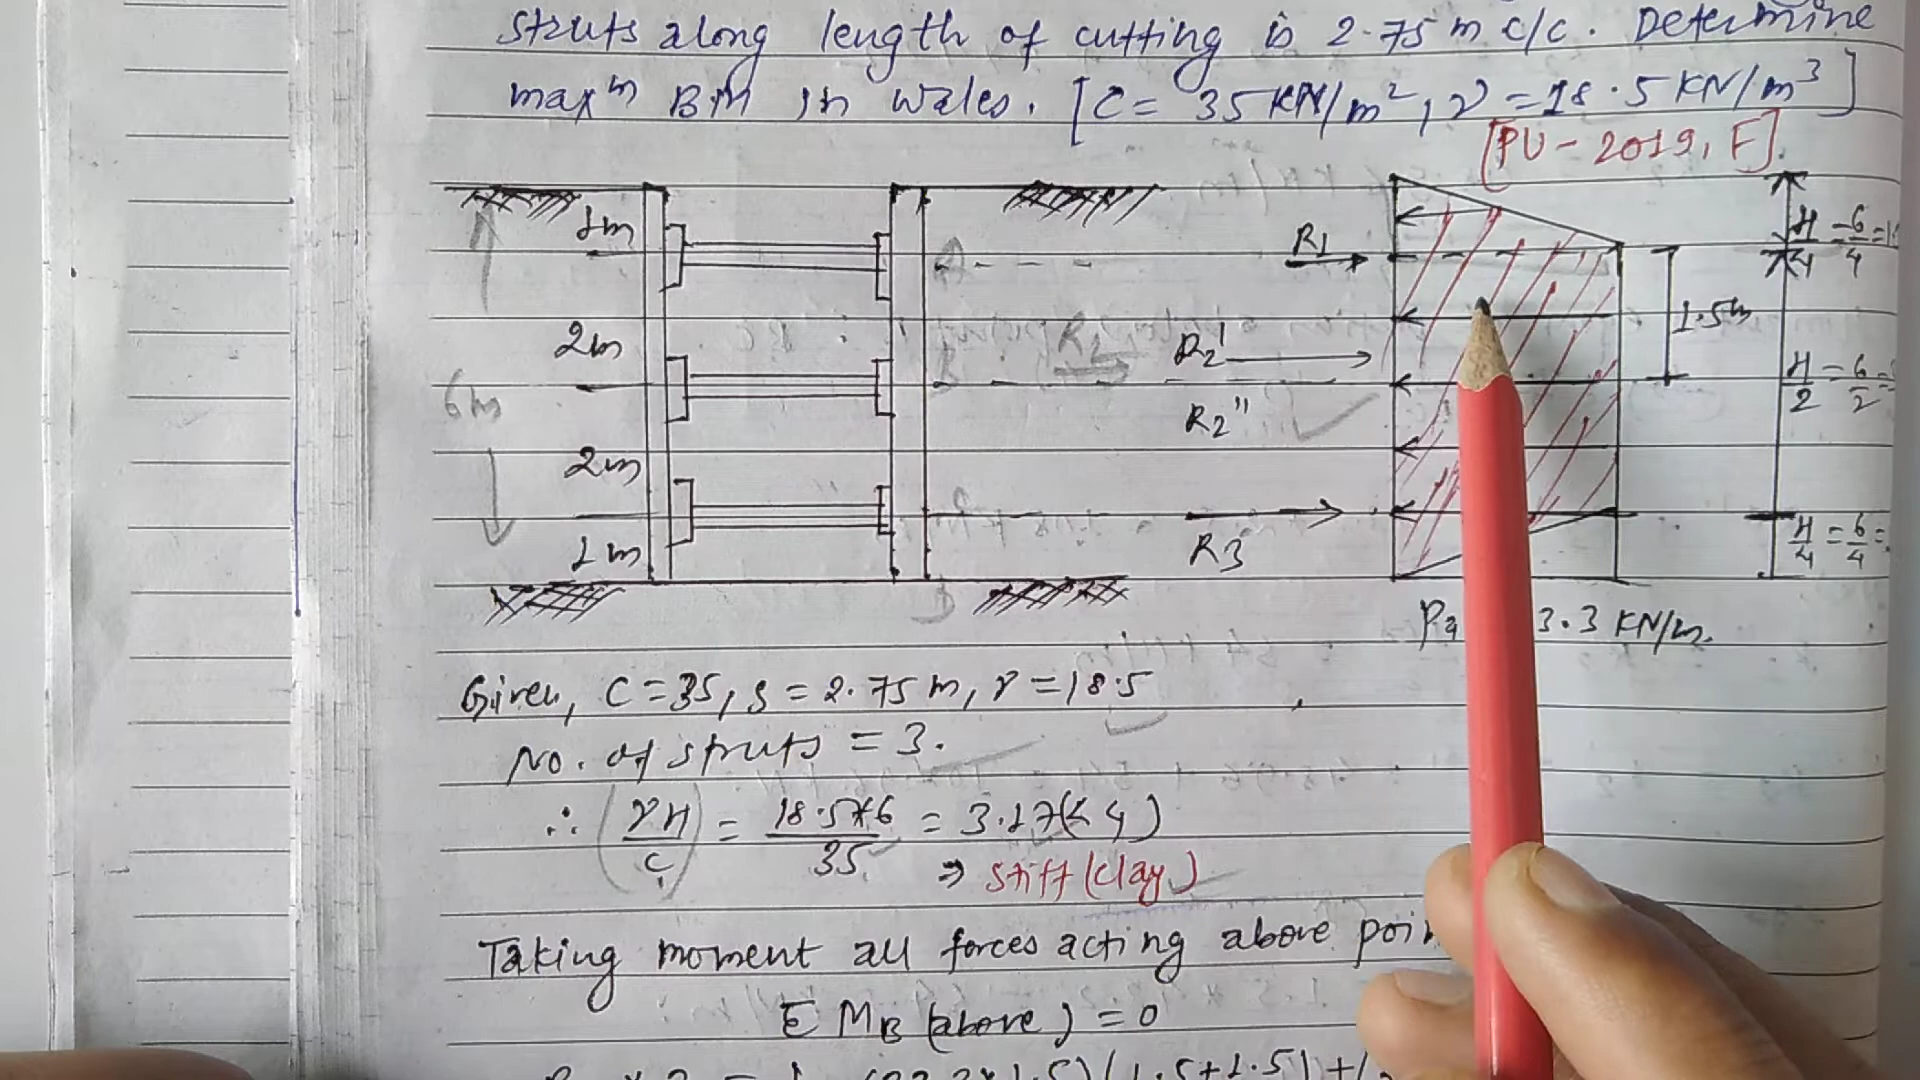 struts along length of cutting is 2.75 m c/c. Determine
maxᵐ BM in Wales. [C = 35 KN/m², γ = 18.5 KN/m³]
[PU - 2019, F].
1m
2m
6m
2m
1m
A
B
R1
R2'
R2"
R3
1.5m
H/4 = 6/4 =
H/2 = 6/2 =
H/4 = 6/4 =
3.3 KN/m.
Given, C = 35, s = 2.75 m, γ = 18.5
No. of struts = 3.
∴ (γH/C) = 18.5*6/35 = 3.17(< 4)
⇒ stiff (clay)
Taking moment all forces acting above
Σ MB (above) = 0